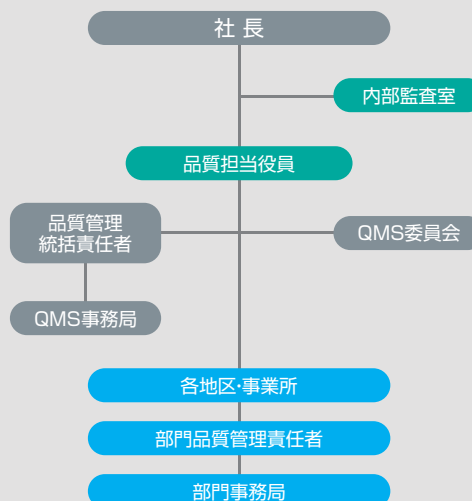 社長
内部監査室
品質担当役員
品質管理
統括責任者
QMS委員会
QMS事務局
各地区・事業所
部門品質管理責任者
部門事務局